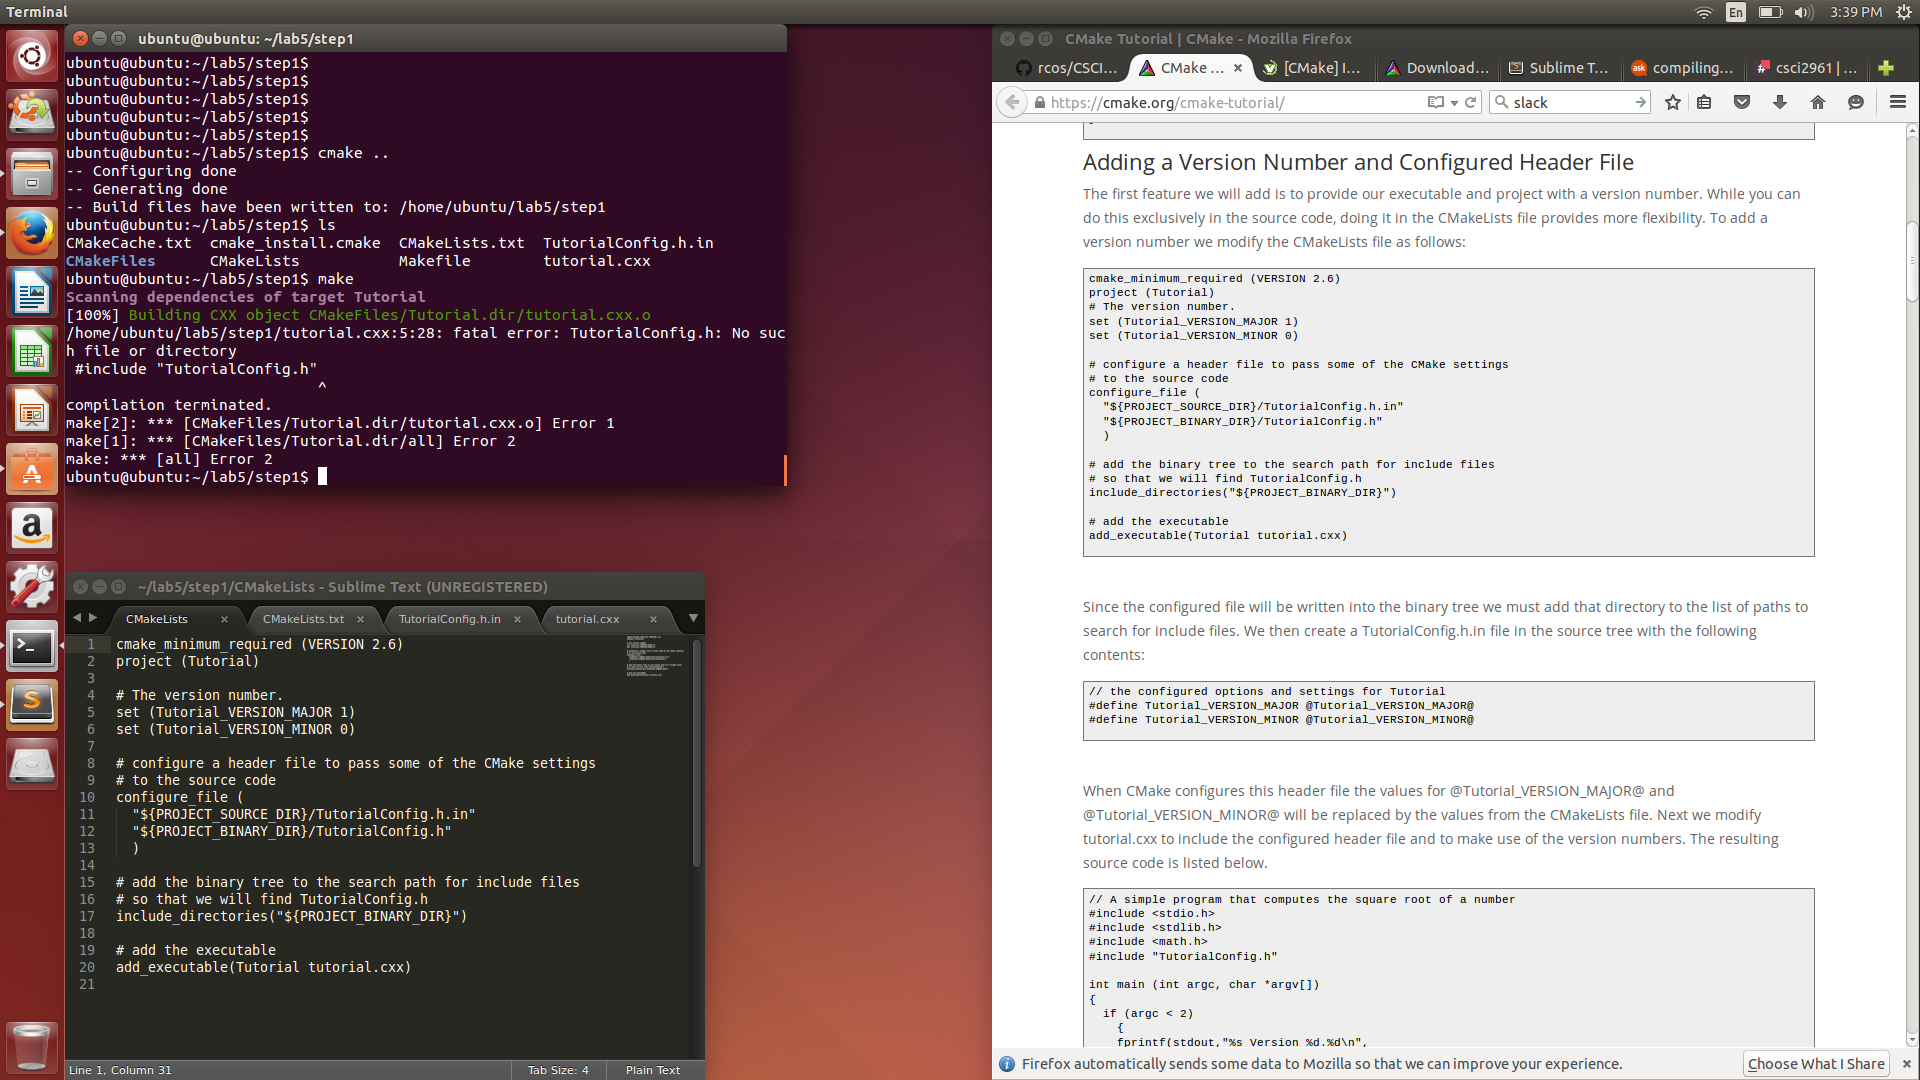 Terminal
En
3:39 PM
ubuntu@ubuntu: ~/lab5/step1
ubuntu@ubuntu:~/lab5/step1$
ubuntu@ubuntu:~/lab5/step1$
ubuntu@ubuntu:~/lab5/step1$
ubuntu@ubuntu:~/lab5/step1$
ubuntu@ubuntu:~/lab5/step1$
ubuntu@ubuntu:~/lab5/step1$ cmake ..
-- Configuring done
-- Generating done
-- Build files have been written to: /home/ubuntu/lab5/step1
ubuntu@ubuntu:~/lab5/step1$ ls
CMakeCache.txt  cmake_install.cmake  CMakeLists.txt  TutorialConfig.h.in
CMakeFiles      CMakeLists           Makefile        tutorial.cxx
ubuntu@ubuntu:~/lab5/step1$ make
Scanning dependencies of target Tutorial
[100%] Building CXX object CMakeFiles/Tutorial.dir/tutorial.cxx.o
/home/ubuntu/lab5/step1/tutorial.cxx:5:28: fatal error: TutorialConfig.h: No suc
h file or directory
 #include "TutorialConfig.h"
                            ^
compilation terminated.
make[2]: *** [CMakeFiles/Tutorial.dir/tutorial.cxx.o] Error 1
make[1]: *** [CMakeFiles/Tutorial.dir/all] Error 2
make: *** [all] Error 2
ubuntu@ubuntu:~/lab5/step1$
~/lab5/step1/CMakeLists - Sublime Text (UNREGISTERED)
CMakeLists × CMakeLists.txt × TutorialConfig.h.in × tutorial.cxx ×
1 cmake_minimum_required (VERSION 2.6)
2 project (Tutorial)
3
4 # The version number.
5 set (Tutorial_VERSION_MAJOR 1)
6 set (Tutorial_VERSION_MINOR 0)
7
8 # configure a header file to pass some of the CMake settings
9 # to the source code
10 configure_file (
11   "${PROJECT_SOURCE_DIR}/TutorialConfig.h.in"
12   "${PROJECT_BINARY_DIR}/TutorialConfig.h"
13   )
14
15 # add the binary tree to the search path for include files
16 # so that we will find TutorialConfig.h
17 include_directories("${PROJECT_BINARY_DIR}")
18
19 # add the executable
20 add_executable(Tutorial tutorial.cxx)
21
Line 1, Column 31
Tab Size: 4
Plain Text
CMake Tutorial | CMake - Mozilla Firefox
rcos/CSCI... CMake ... × [CMake] I... Download... Sublime T... ask compiling... csci2961 | ...
https://cmake.org/cmake-tutorial/
slack
Adding a Version Number and Configured Header File
The first feature we will add is to provide our executable and project with a version number. While you can
do this exclusively in the source code, doing it in the CMakeLists file provides more flexibility. To add a
version number we modify the CMakeLists file as follows:
cmake_minimum_required (VERSION 2.6)
project (Tutorial)
# The version number.
set (Tutorial_VERSION_MAJOR 1)
set (Tutorial_VERSION_MINOR 0)
# configure a header file to pass some of the CMake settings
# to the source code
configure_file (
  "${PROJECT_SOURCE_DIR}/TutorialConfig.h.in"
  "${PROJECT_BINARY_DIR}/TutorialConfig.h"
  )
# add the binary tree to the search path for include files
# so that we will find TutorialConfig.h
include_directories("${PROJECT_BINARY_DIR}")
# add the executable
add_executable(Tutorial tutorial.cxx)
Since the configured file will be written into the binary tree we must add that directory to the list of paths to
search for include files. We then create a TutorialConfig.h.in file in the source tree with the following
contents:
// the configured options and settings for Tutorial
#define Tutorial_VERSION_MAJOR @Tutorial_VERSION_MAJOR@
#define Tutorial_VERSION_MINOR @Tutorial_VERSION_MINOR@
When CMake configures this header file the values for @Tutorial_VERSION_MAJOR@ and
@Tutorial_VERSION_MINOR@ will be replaced by the values from the CMakeLists file. Next we modify
tutorial.cxx to include the configured header file and to make use of the version numbers. The resulting
source code is listed below.
// A simple program that computes the square root of a number
#include <stdio.h>
#include <stdlib.h>
#include <math.h>
#include "TutorialConfig.h"
int main (int argc, char *argv[])
{
  if (argc < 2)
    {
    fprintf(stdout,"%s Version %d.%d\n",
Firefox automatically sends some data to Mozilla so that we can improve your experience.
Choose What I Share ×